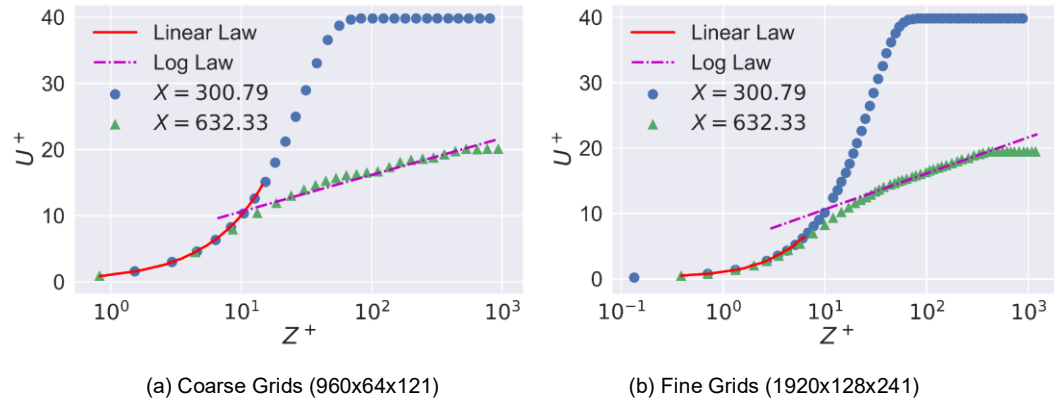 40
30
20
10
0
U+
Linear Law
Log Law
X = 300.79
X = 632.33
10^0
10^1
10^2
10^3
Z+
(a) Coarse Grids (960x64x121)
40
30
20
10
0
U+
Linear Law
Log Law
X = 300.79
X = 632.33
10^−1
10^0
10^1
10^2
10^3
Z+
(b) Fine Grids (1920x128x241)